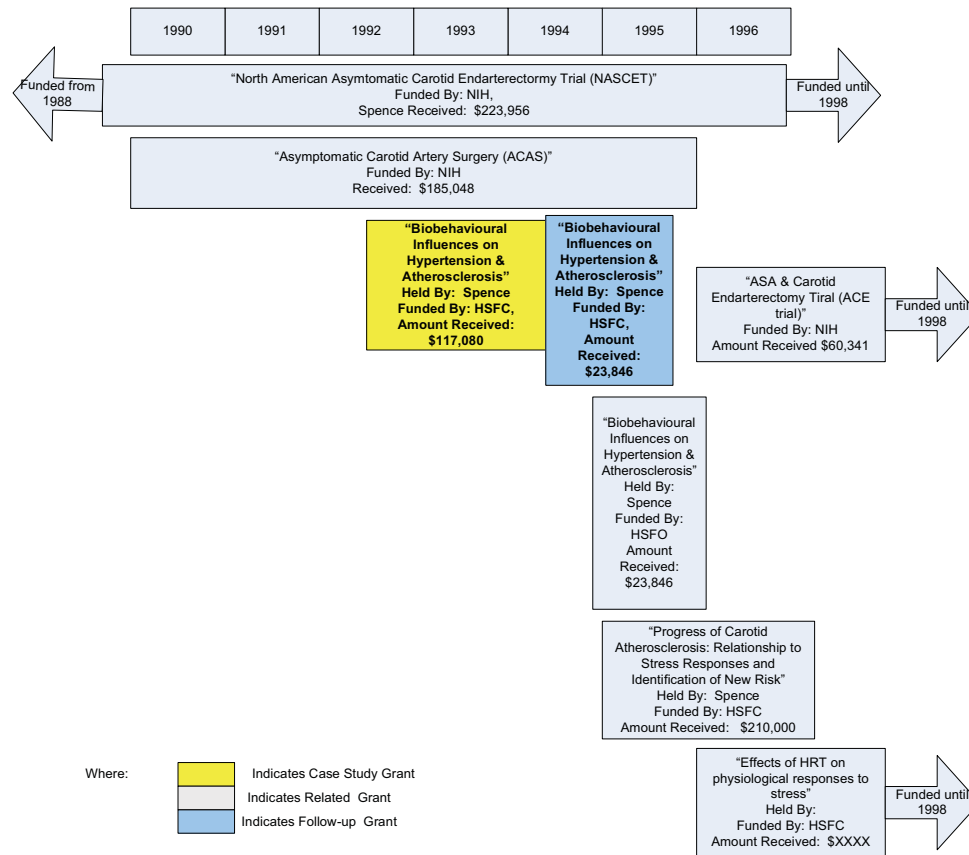 1990 1991 1992 1993 1994 1995 1996
Funded from
1988
“North American Asymtomatic Carotid Endarterectormy Trial (NASCET)”
Funded By: NIH,
Spence Received: $223,956
Funded until
1998
“Asymptomatic Carotid Artery Surgery (ACAS)”
Funded By: NIH
Received: $185,048
“Biobehavioural
Influences on
Hypertension &
Atherosclerosis”
Held By: Spence
Funded By: HSFC,
Amount Received:
$117,080
“Biobehavioural
Influences on
Hypertension &
Atherosclerosis”
Held By: Spence
Funded By:
HSFC,
Amount
Received:
$23,846
“ASA & Carotid
Endarterectomy Tiral (ACE
trial)”
Funded By: NIH
Amount Received $60,341
Funded until
1998
“Biobehavioural
Influences on
Hypertension &
Atherosclerosis”
Held By:
Spence
Funded By:
HSFO
Amount
Received:
$23,846
“Progress of Carotid
Atherosclerosis: Relationship to
Stress Responses and
Identification of New Risk”
Held By: Spence
Funded By: HSFC
Amount Received: $210,000
“Effects of HRT on
physiological responses to
stress”
Held By:
Funded By: HSFC
Amount Received: $XXXX
Funded until
1998
Where:
Indicates Case Study Grant
Indicates Related Grant
Indicates Follow-up Grant